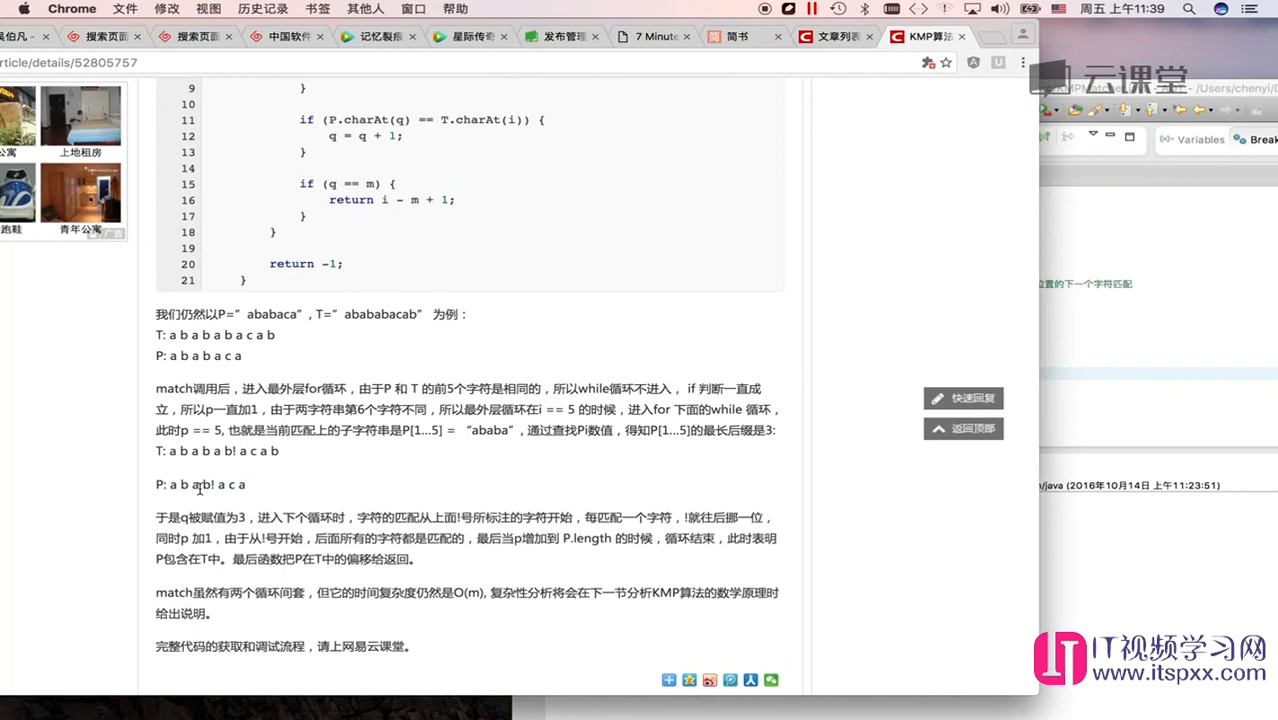 Chrome 文件 修改 视图 历史记录 书签 其他人 窗口 帮助 周五 上午11:39
吴伯凡 - 搜索页面 搜索页面 中国软件 记忆裂痕 星际传奇 发布管理 7 Minute 简书 文章列表 KMP算法
rticle/details/52805757
云课堂
9 }
10
11 if (P.charAt(q) == T.charAt(i)) {
12 q = q + 1;
13 }
14
15 if (q == m) {
16 return i - m + 1;
17 }
18 }
19
20 return -1;
21 }
公寓 上地租房
跑鞋 青年公寓
Variables Break
位置的下一个字符匹配
我们仍然以P=”ababaca”, T=”abababacab” 为例：
T: a b a b a b a c a b
P: a b a b a c a
match调用后，进入最外层for循环，由于P 和 T 的前5个字符是相同的，所以while循环不进入， if 判断一直成
立，所以p一直加1，由于两字符串第6个字符不同，所以最外层循环在i == 5 的时候，进入for 下面的while 循环，
此时p == 5, 也就是当前匹配上的子字符串是P[1...5] = “ababa”, 通过查找Pi数值，得知P[1...5]的最长后缀是3:
T: a b a b a b! a c a b
P: a b a b! a c a
于是q被赋值为3，进入下个循环时，字符的匹配从上面!号所标注的字符开始，每匹配一个字符，!就往后挪一位，
同时p 加1，由于从!号开始，后面所有的字符都是匹配的，最后当p增加到 P.length 的时候，循环结束，此时表明
P包含在T中。最后函数把P在T中的偏移给返回。
match虽然有两个循环间套，但它的时间复杂度仍然是O(m), 复杂性分析将会在下一节分析KMP算法的数学原理时
给出说明。
完整代码的获取和调试流程，请上网易云课堂。
快速回复
返回顶部
n/java (2016年10月14日 上午11:23:51)
IT视频学习网
www.itspxx.com